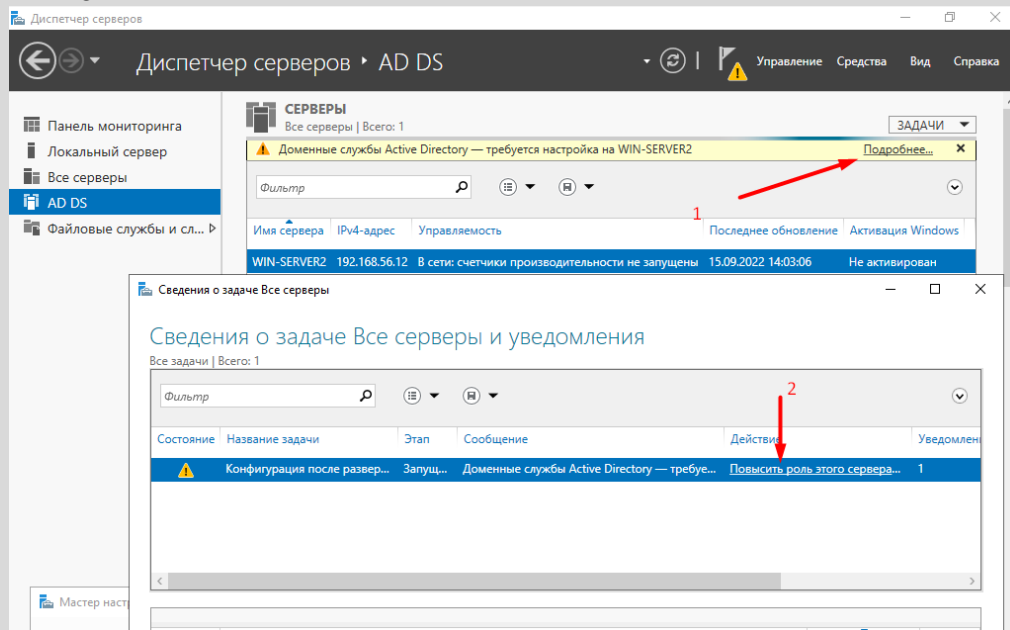 Диспетчер серверов
Диспетчер серверов ‣ AD DS
Управление Средства Вид Справка
Панель мониторинга
Локальный сервер
Все серверы
AD DS
Файловые службы и сл...
СЕРВЕРЫ
Все серверы | Всего: 1
ЗАДАЧИ
Доменные службы Active Directory — требуется настройка на WIN-SERVER2 Подробнее...
Фильтр
1
Имя сервера IPv4-адрес Управляемость Последнее обновление Активация Windows
WIN-SERVER2 192.168.56.12 В сети: счетчики производительности не запущены 15.09.2022 14:03:06 Не активирован
Сведения о задаче Все серверы
Сведения о задаче Все серверы и уведомления
Все задачи | Всего: 1
Фильтр
2
Состояние Название задачи Этап Сообщение Действие Уведомлен
Конфигурация после развер... Запущ... Доменные службы Active Directory — требуе... Повысить роль этого сервера... 1
Мастер наст